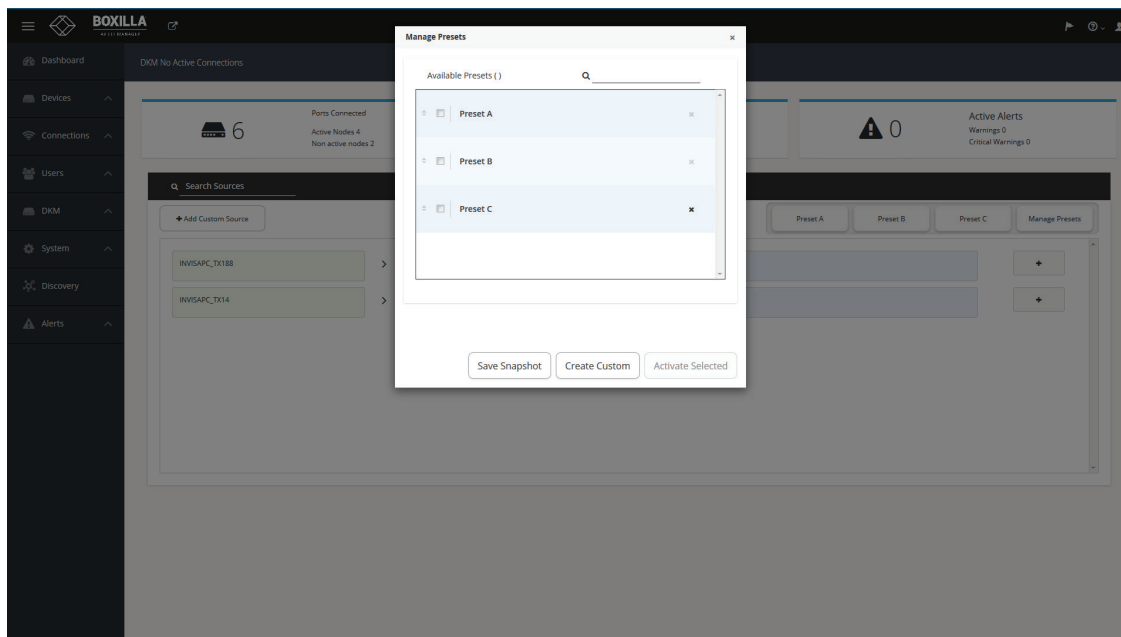 BOXILLA
Dashboard
Devices
Connections
Users
DKM
System
Discovery
Alerts
DKM No Active Connections
6
Ports Connected
Active Nodes 4
Non active nodes 2
0
Active Alerts
Warnings 0
Critical Warnings 0
Search Sources
+ Add Custom Source
Preset A
Preset B
Preset C
Manage Presets
INVISAPC_TX188
+
INVISAPC_TX14
+
Manage Presets
x
Available Presets ( )
Preset A
x
Preset B
x
Preset C
x
Save Snapshot
Create Custom
Activate Selected